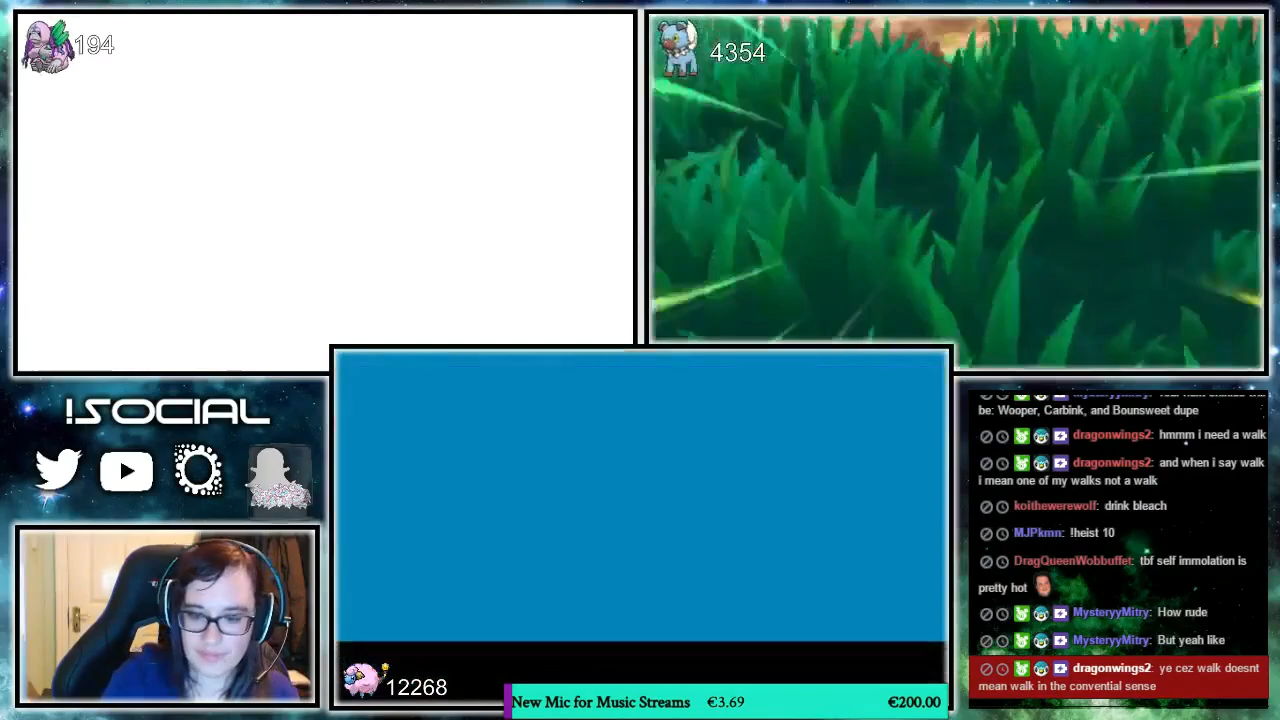 194
4354
!SOCIAL
12268
New Mic for Music Streams €3.69 €200.00
be: Wooper, Carbink, and Bounsweet dupe
dragonwings2: hmmm i need a walk
dragonwings2: and when i say walk
i mean one of my walks not a walk
koithewerewolf: drink bleach
MJPkmn: !heist 10
DragQueenWobbuffet: tbf self immolation is
pretty hot
MysteryyMitry: How rude
MysteryyMitry: But yeah like
dragonwings2: ye cez walk doesnt
mean walk in the convential sense